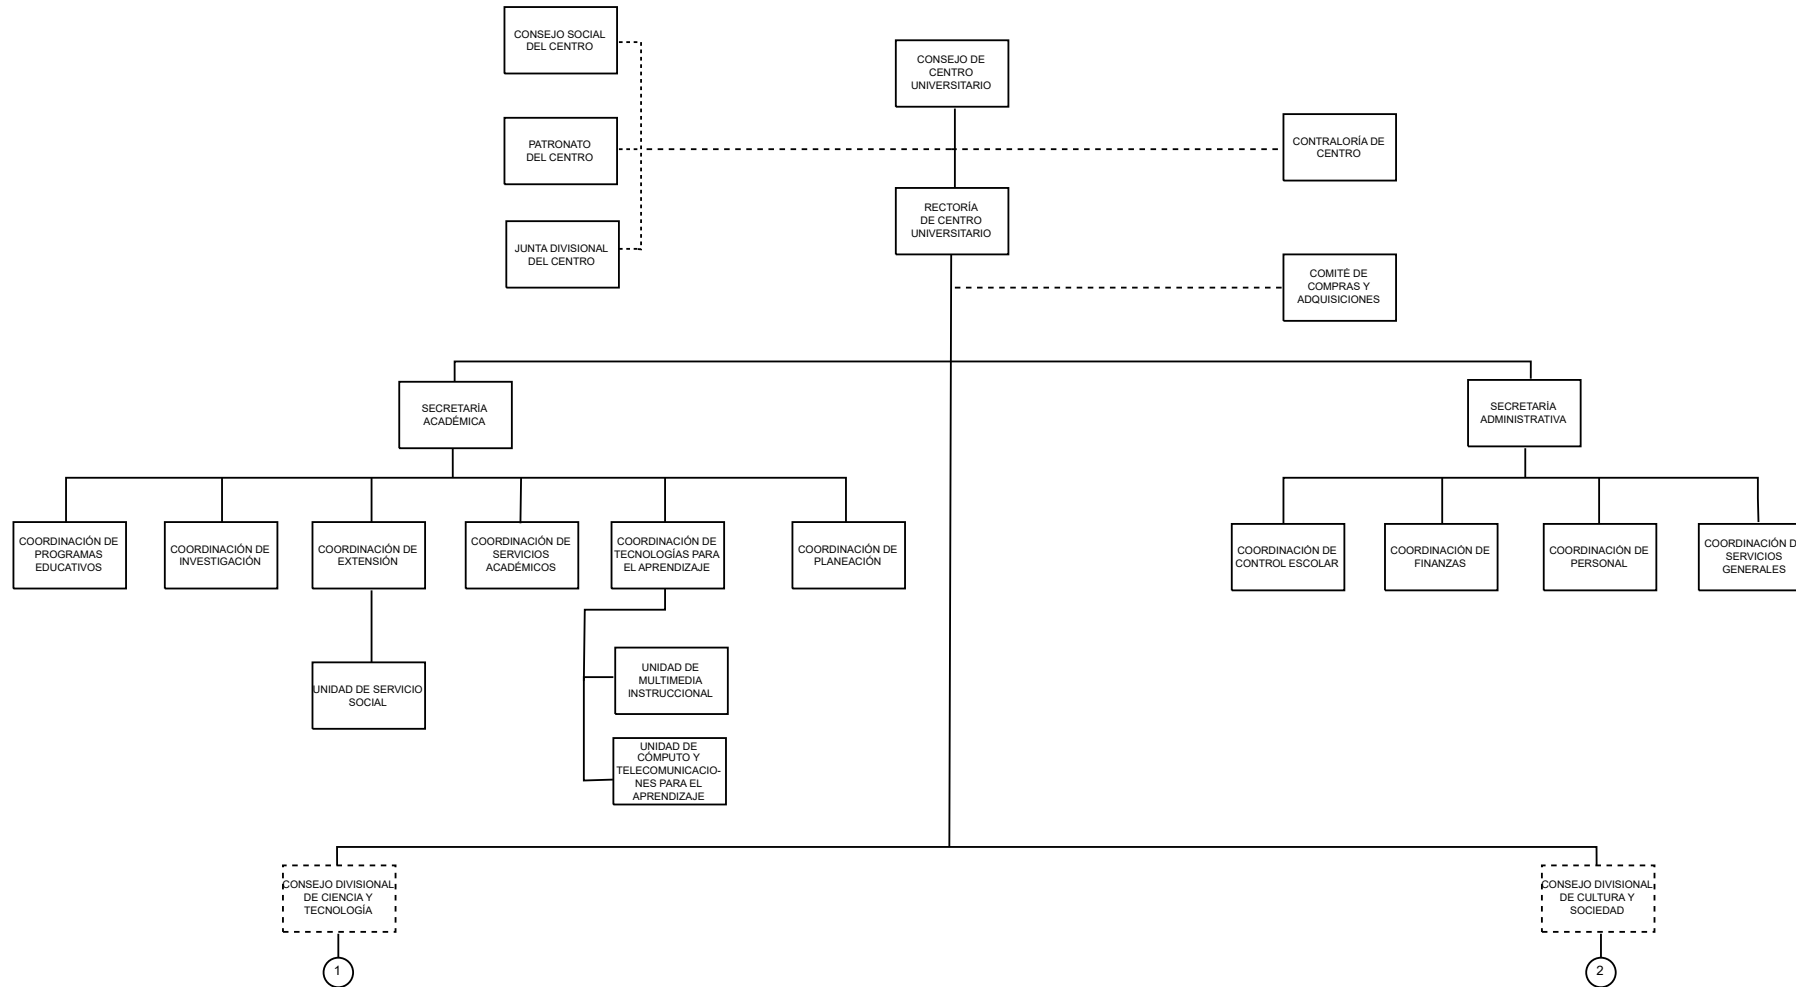 CONSEJO SOCIAL
DEL CENTRO
CONSEJO DE
CENTRO
UNIVERSITARIO
PATRONATO
DEL CENTRO
CONTRALORÍA DE
CENTRO
RECTORÍA
DE CENTRO
UNIVERSITARIO
JUNTA DIVISIONAL
DEL CENTRO
COMITÉ DE
COMPRAS Y
ADQUISICIONES
SECRETARÍA
ACADÉMICA
SECRETARÍA
ADMINISTRATIVA
COORDINACIÓN DE
PROGRAMAS
EDUCATIVOS
COORDINACIÓN DE
INVESTIGACIÓN
COORDINACIÓN DE
EXTENSIÓN
COORDINACIÓN DE
SERVICIOS
ACADÉMICOS
COORDINACIÓN DE
TECNOLOGÍAS PARA
EL APRENDIZAJE
COORDINACIÓN DE
PLANEACIÓN
COORDINACIÓN DE
CONTROL ESCOLAR
COORDINACIÓN DE
FINANZAS
COORDINACIÓN DE
PERSONAL
COORDINACIÓN D
SERVICIOS
GENERALES
UNIDAD DE SERVICIO
SOCIAL
UNIDAD DE
MULTIMEDIA
INSTRUCCIONAL
UNIDAD DE
CÓMPUTO Y
TELECOMUNICACIO-
NES PARA EL
APRENDIZAJE
CONSEJO DIVISIONAL
DE CIENCIA Y
TECNOLOGÍA
CONSEJO DIVISIONAL
DE CULTURA Y
SOCIEDAD
1
2